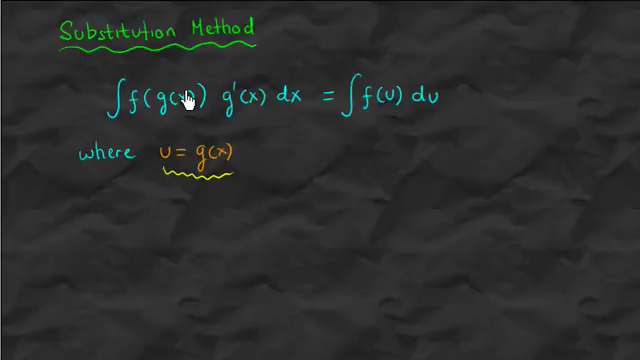 Substitution Method
∫ f(g(x)) g'(x) dx = ∫ f(u) du
where u = g(x)